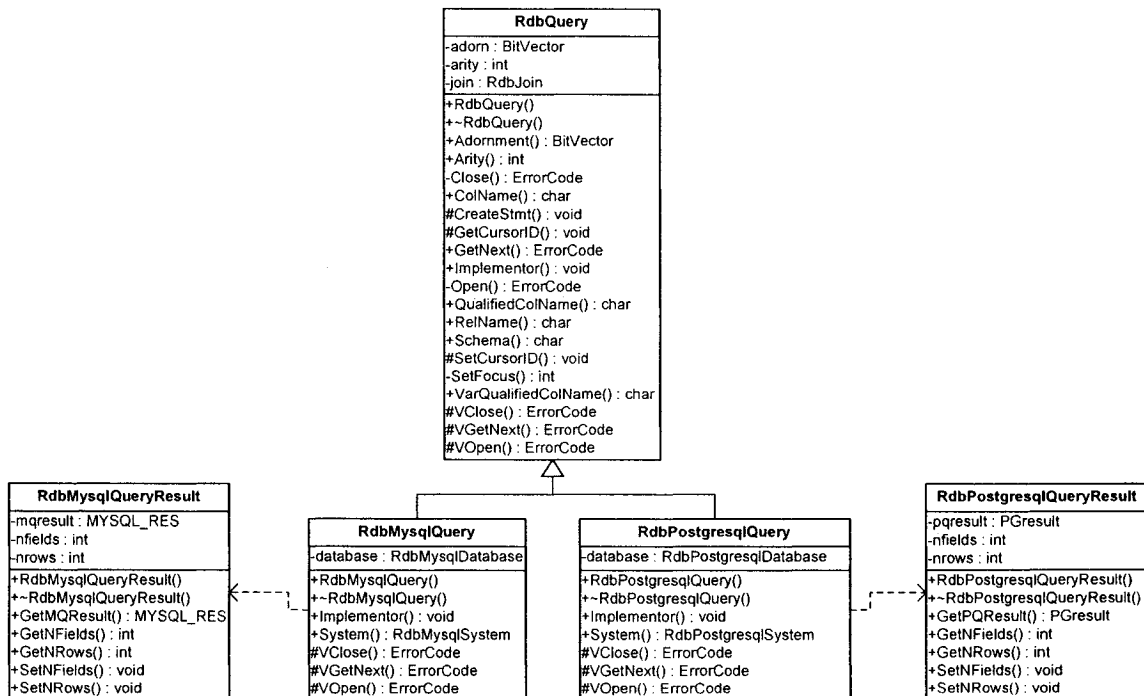 RdbQuery
-adorn : BitVector
-arity : int
-join : RdbJoin
+RdbQuery()
+~RdbQuery()
+Adornment() : BitVector
+Arity() : int
-Close() : ErrorCode
+ColName() : char
#CreateStmt() : void
#GetCursorID() : void
+GetNext() : ErrorCode
+Implementor() : void
-Open() : ErrorCode
+QualifiedColName() : char
+RelName() : char
+Schema() : char
#SetCursorID() : void
-SetFocus() : int
+VarQualifiedColName() : char
#VClose() : ErrorCode
#VGetNext() : ErrorCode
#VOpen() : ErrorCode
RdbMysqlQueryResult
-mqresult : MYSQL_RES
-nfields : int
-nrows : int
+RdbMysqlQueryResult()
+~RdbMysqlQueryResult()
+GetMQResult() : MYSQL_RES
+GetNFields() : int
+GetNRows() : int
+SetNFields() : void
+SetNRows() : void
RdbMysqlQuery
-database : RdbMysqlDatabase
+RdbMysqlQuery()
+~RdbMysqlQuery()
+Implementor() : void
+System() : RdbMysqlSystem
#VClose() : ErrorCode
#VGetNext() : ErrorCode
#VOpen() : ErrorCode
RdbPostgresqlQuery
-database : RdbPostgresqlDatabase
+RdbPostgresqlQuery()
+~RdbPostgresqlQuery()
+Implementor() : void
+System() : RdbPostgresqlSystem
#VClose() : ErrorCode
#VGetNext() : ErrorCode
#VOpen() : ErrorCode
RdbPostgresqlQueryResult
-pqresult : PGresult
-nfields : int
-nrows : int
+RdbPostgresqlQueryResult()
+~RdbPostgresqlQueryResult()
+GetPQResult() : PGresult
+GetNFields() : int
+GetNRows() : int
+SetNFields() : void
+SetNRows() : void